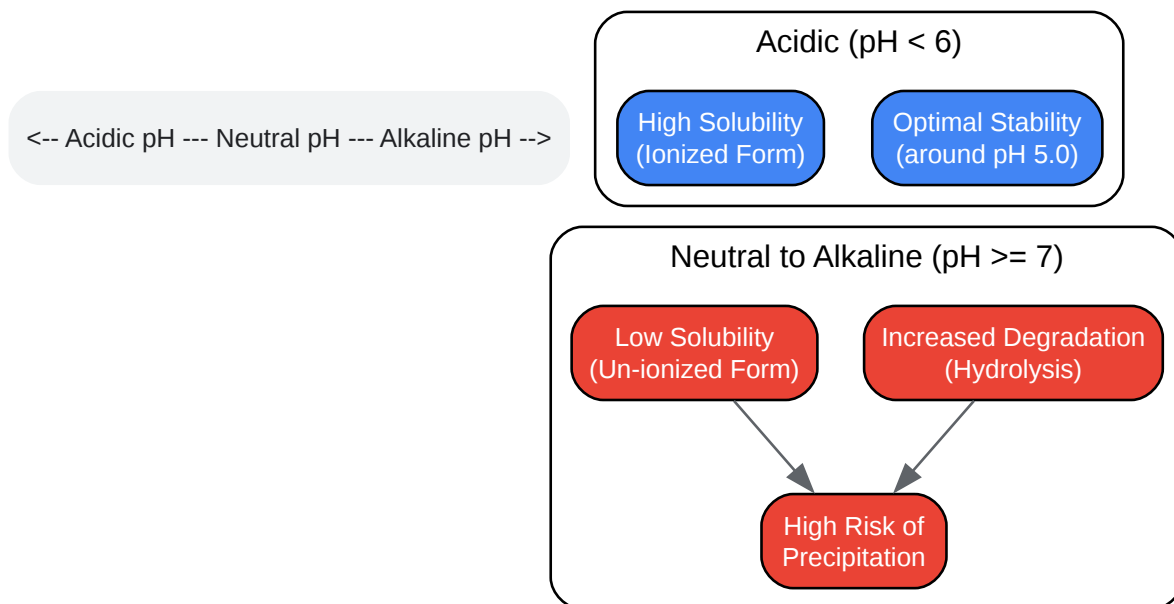 <-- Acidic pH --- Neutral pH --- Alkaline pH -->
Acidic (pH < 6)
High Solubility
(Ionized Form)
Optimal Stability
(around pH 5.0)
Neutral to Alkaline (pH >= 7)
Low Solubility
(Un-ionized Form)
Increased Degradation
(Hydrolysis)
High Risk of
Precipitation